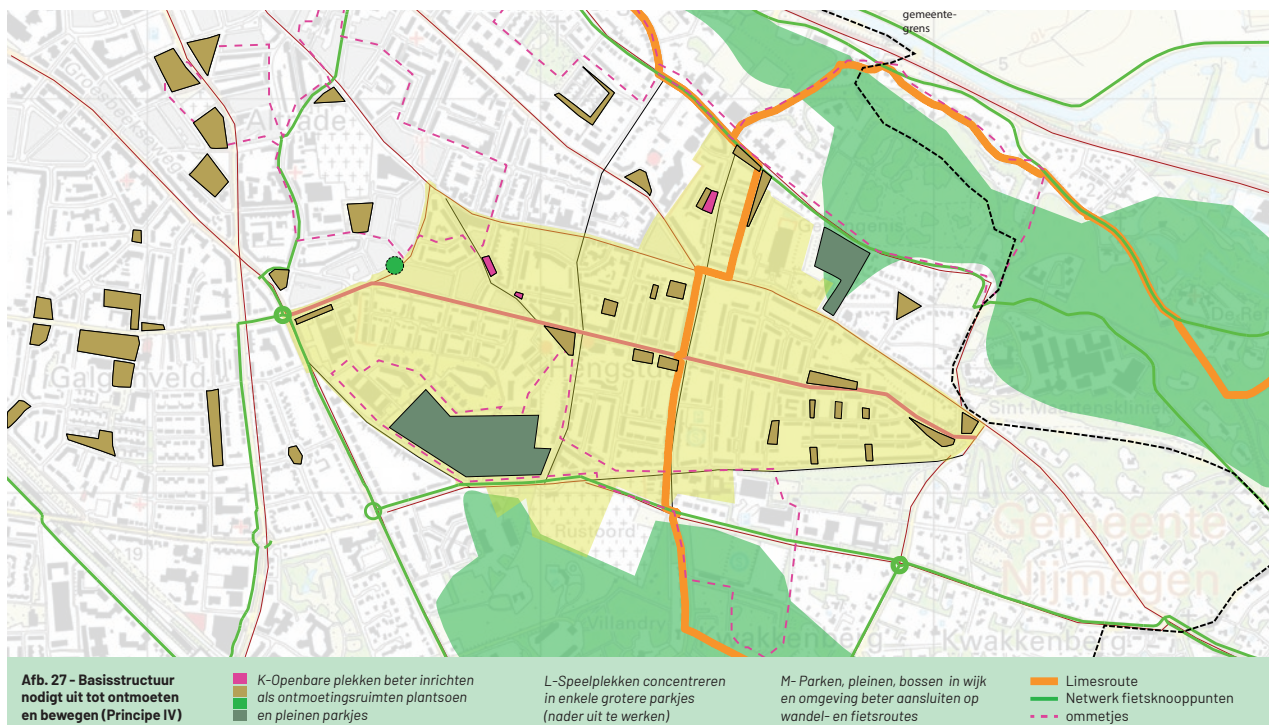 gemeente-
grens
5
Galgenveld
19
Rustoord
Sint-Maartenskliniek
Gemeente
Nijmegen
Villandry
Kwakkenberg
Kwakkenberg
Afb. 27 - Basisstructuur
nodigt uit tot ontmoeten
en bewegen (Principe IV)
K-Openbare plekken beter inrichten
als ontmoetingsruimten plantsoen
en pleinen parkjes
L-Speelplekken concentreren
in enkele grotere parkjes
(nader uit te werken)
M- Parken, pleinen, bossen in wijk
en omgeving beter aansluiten op
wandel- en fietsroutes
Limesroute
Netwerk fietsknooppunten
ommetjes